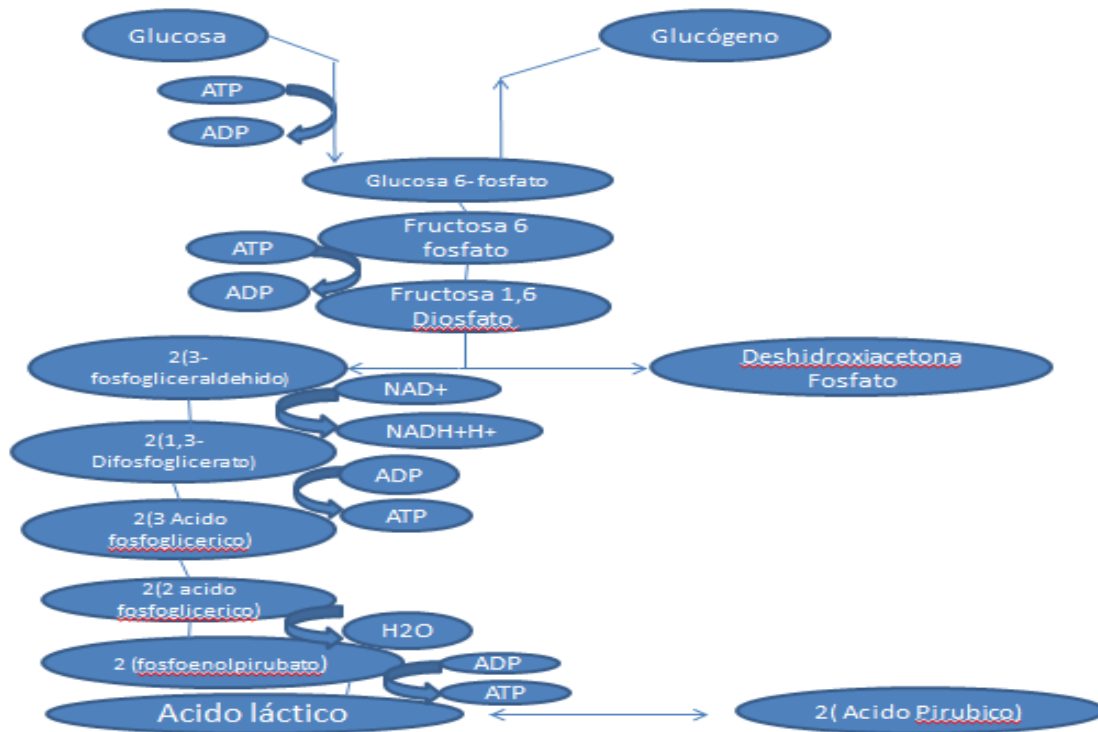 Glucosa
Glucógeno
ATP
ADP
Glucosa 6- fosfato
Fructosa 6
fosfato
ATP
ADP
Fructosa 1,6
Diosfato
2(3-
fosfogliceraldehido)
Deshidroxiacetona
Fosfato
NAD+
NADH+H+
2(1,3-
Difosfoglicerato)
ADP
ATP
2(3 Acido
fosfoglicerico)
2(2 acido
fosfoglicerico)
H2O
2 (fosfoenolpirubato)
ADP
ATP
Acido láctico
2( Acido Pirubico)